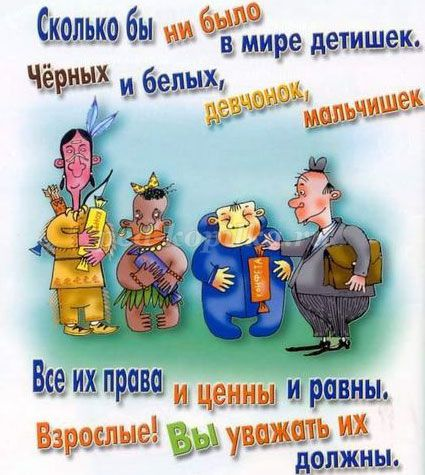 Сколько бы ни было
в мире детишек.
Чёрных и белых,
девчонок,
мальчишек
КОНФЕТА
Все их права и ценны и равны.
Взрослые! Вы уважать их
должны.